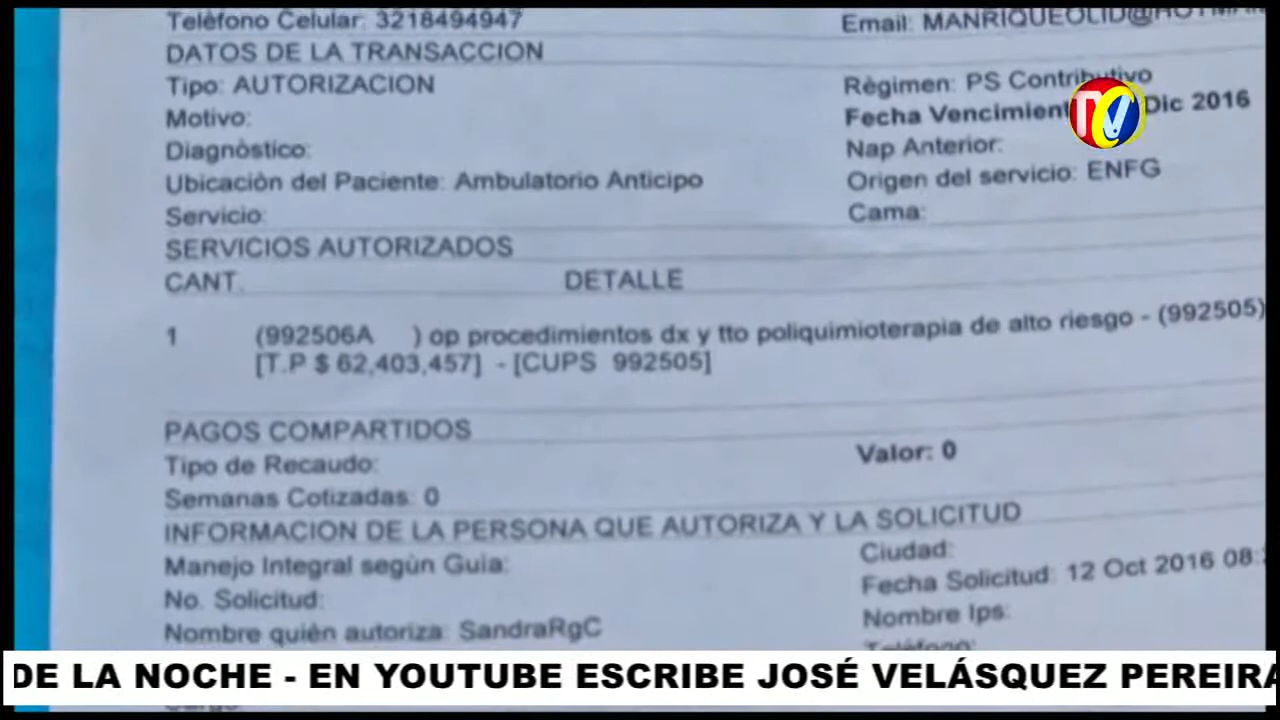 Telèfono Celular: 3218494947
Email: MANRIQUEOLID@HOTMAI
DATOS DE LA TRANSACCION
Tipo: AUTORIZACION
Règimen: PS Contributivo
Motivo:
Fecha Vencimient Dic 2016
Diagnòstico:
Nap Anterior:
Ubicaciòn del Paciente: Ambulatorio Anticipo
Origen del servicio: ENFG
Servicio:
Cama:
SERVICIOS AUTORIZADOS
CANT. DETALLE
1 (992506A ) op procedimientos dx y tto poliquimioterapia de alto riesgo - (992505)
[T.P $ 62,403,457] - [CUPS 992505]
PAGOS COMPARTIDOS
Tipo de Recaudo:
Valor: 0
Semanas Cotizadas: 0
INFORMACION DE LA PERSONA QUE AUTORIZA Y LA SOLICITUD
Manejo Integral segùn Guia:
Ciudad:
No. Solicitud:
Fecha Solicitud: 12 Oct 2016 08:
Nombre quièn autoriza: SandraRgC
Nombre Ips:
Telèfono:
DE LA NOCHE - EN YOUTUBE ESCRIBE JOSÉ VELÁSQUEZ PEREIRA